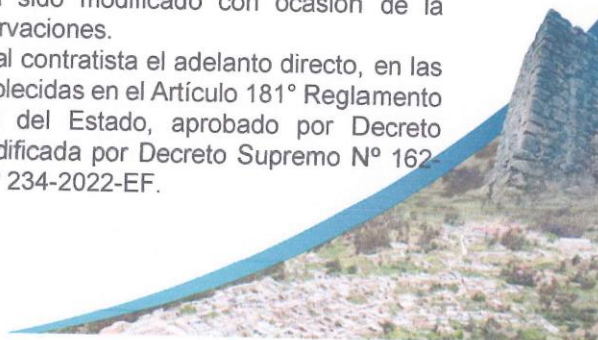 sido modificado con ocasión de la
rvaciones.
al contratista el adelanto directo, en las
blecidas en el Artículo 181° Reglamento
del Estado, aprobado por Decreto
dificada por Decreto Supremo Nº 162-
234-2022-EF.